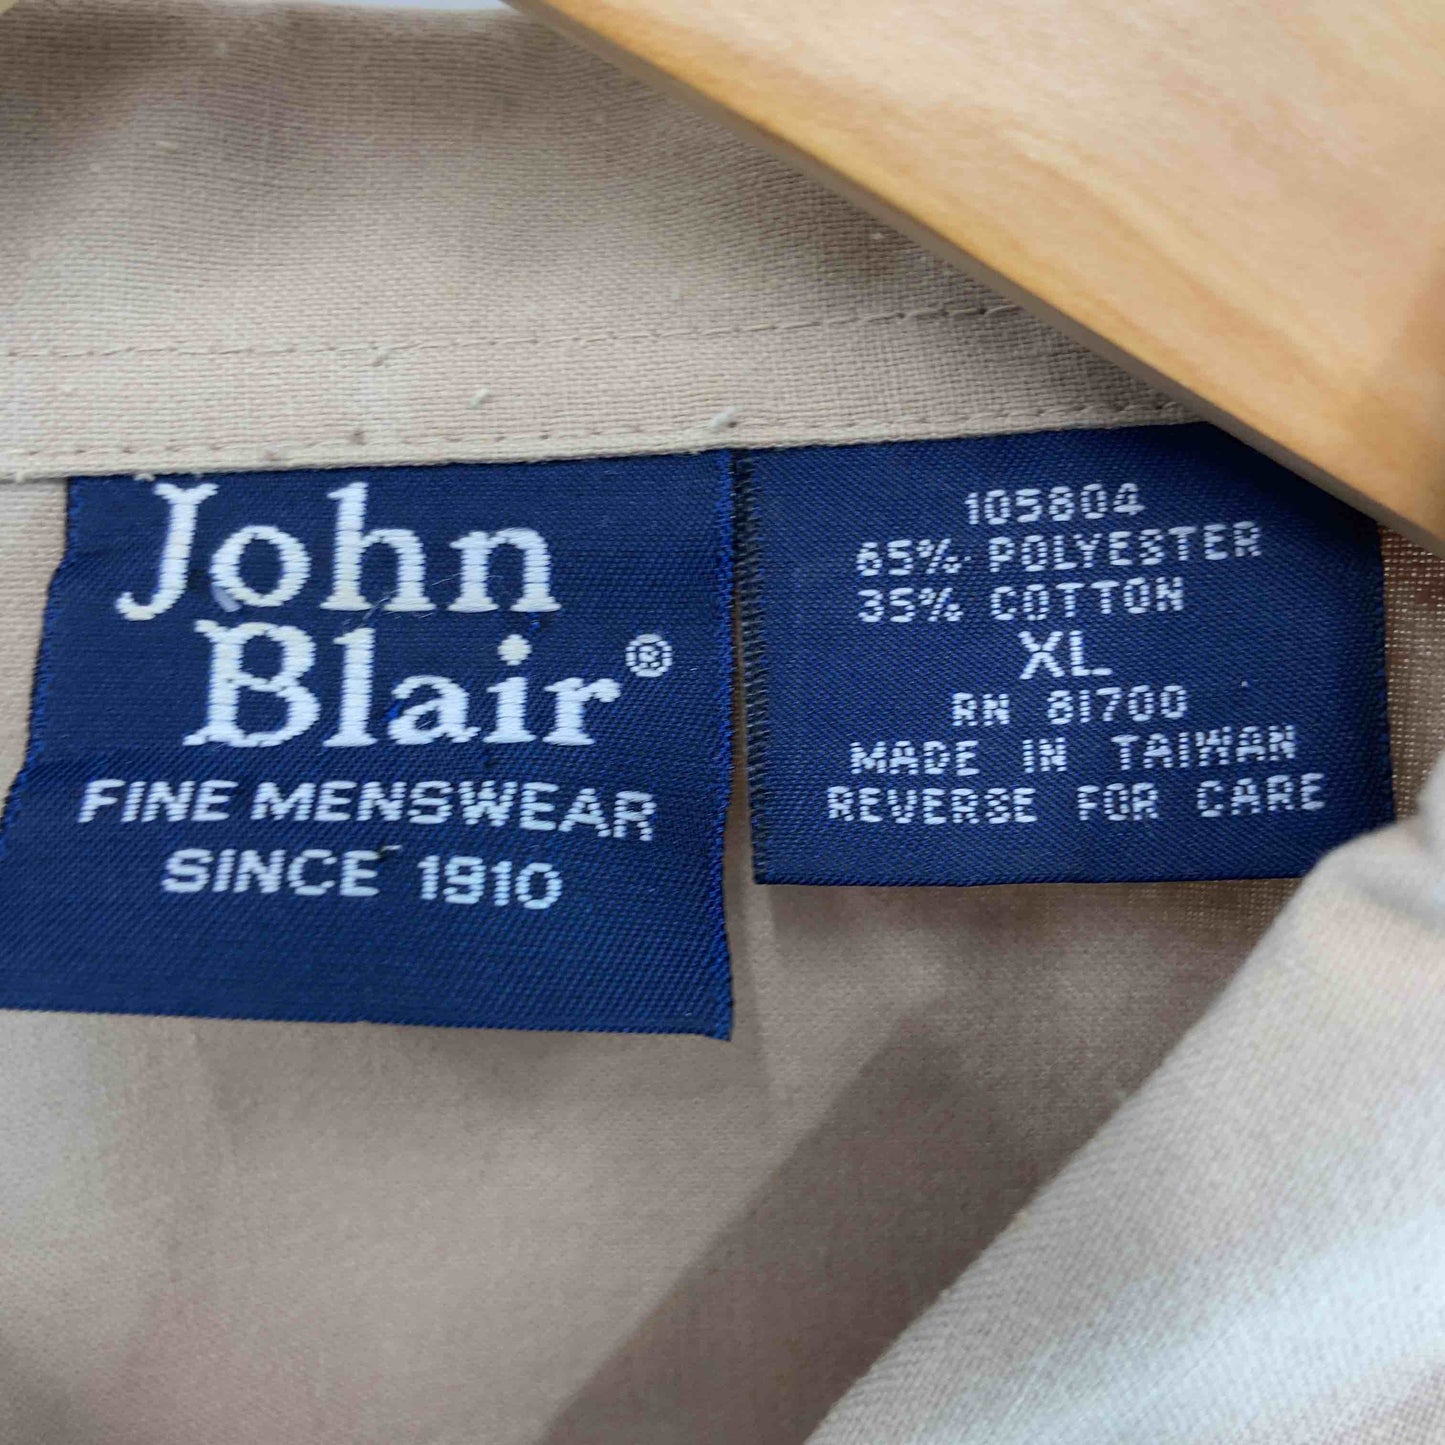 John
Blair®
FINE MENSWEAR
SINCE 1910
105804
65% POLYESTER
35% COTTON
XL
RN 81700
MADE IN TAIWAN
REVERSE FOR CARE